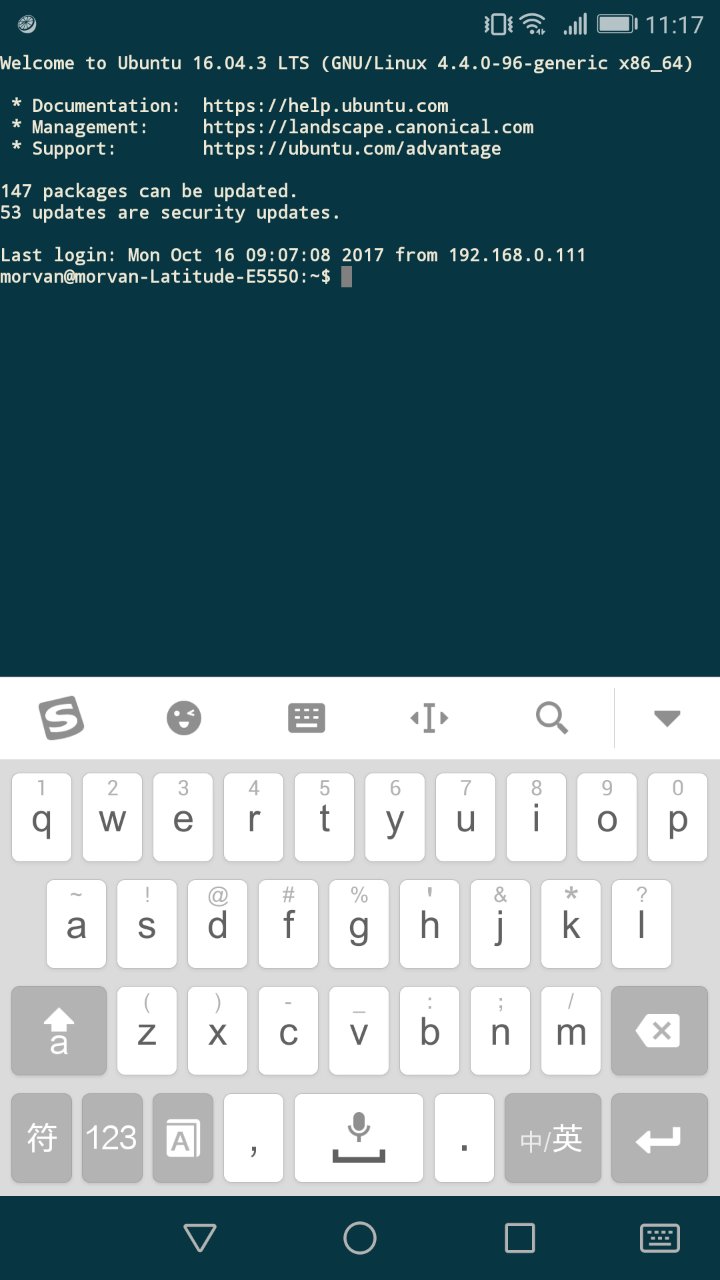 11:17
Welcome to Ubuntu 16.04.3 LTS (GNU/Linux 4.4.0-96-generic x86_64)
* Documentation:  https://help.ubuntu.com
* Management:     https://landscape.canonical.com
* Support:        https://ubuntu.com/advantage
147 packages can be updated.
53 updates are security updates.
Last login: Mon Oct 16 09:07:08 2017 from 192.168.0.111
morvan@morvan-Latitude-E5550:~$
S
1 2 3 4 5 6 7 8 9 0
q w e r t y u i o p
~ ! @ # % ' & * ?
a s d f g h j k l
( ) - _ : ; /
a z x c v b n m
符 123 A , . 中/英